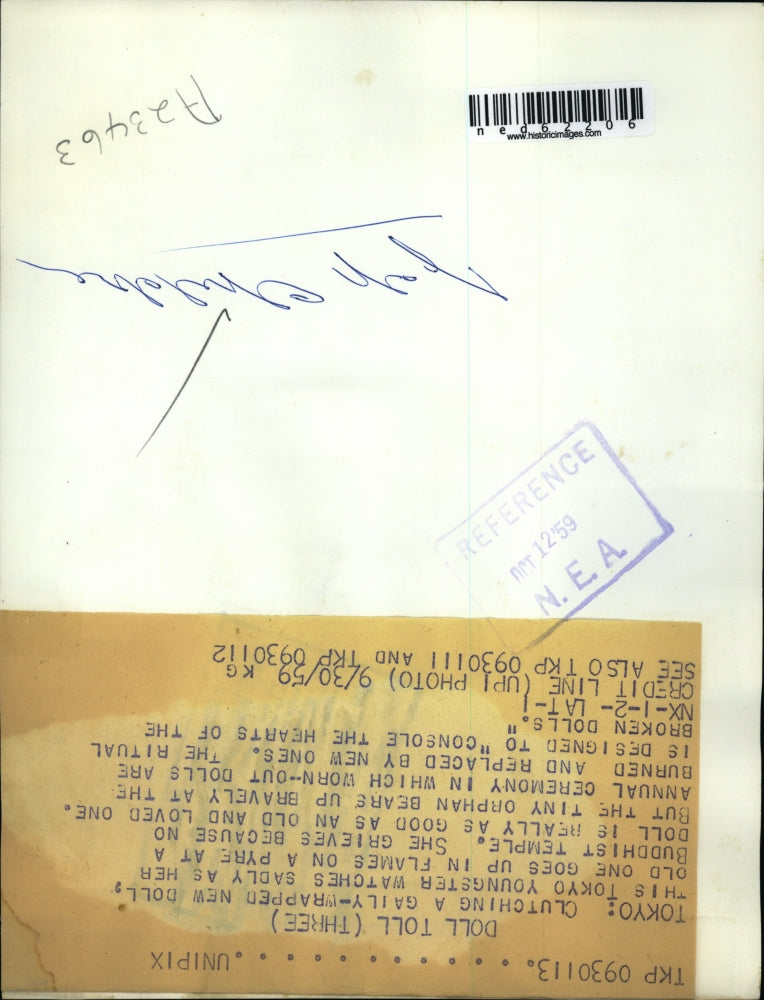 A23463
ned62206
www.historicimages.com
Jap Children
REFERENCE
OCT 12'59
N.E.A.
TKP 0930113. . . . . . . . . . . .UNIPIX
DOLL TOLL (THREE)
TOKYO: CLUTCHING A GAILY-WRAPPED NEW DOLL,
THIS TOKYO YOUNGSTER WATCHES SADLY AS HER
OLD ONE GOES UP IN FLAMES ON A PYRE AT A
BUDDHIST TEMPLE. SHE GRIEVES BECAUSE NO
DOLL IS REALLY AS GOOD AS AN OLD AND LOVED ONE.
BUT THE TINY ORPHAN BEARS UP BRAVELY AT THE
ANNUAL CEREMONY IN WHICH WORN-OUT DOLLS ARE
BURNED AND REPLACED BY NEW ONES. THE RITUAL
IS DESIGNED TO "CONSOLE THE HEARTS OF THE
BROKEN DOLLS."
NX-1-2- LAT-1
CREDIT LINE (UPI PHOTO) 9/30/59 KG
SEE ALSO TKP 0930111 AND TKP 0930112